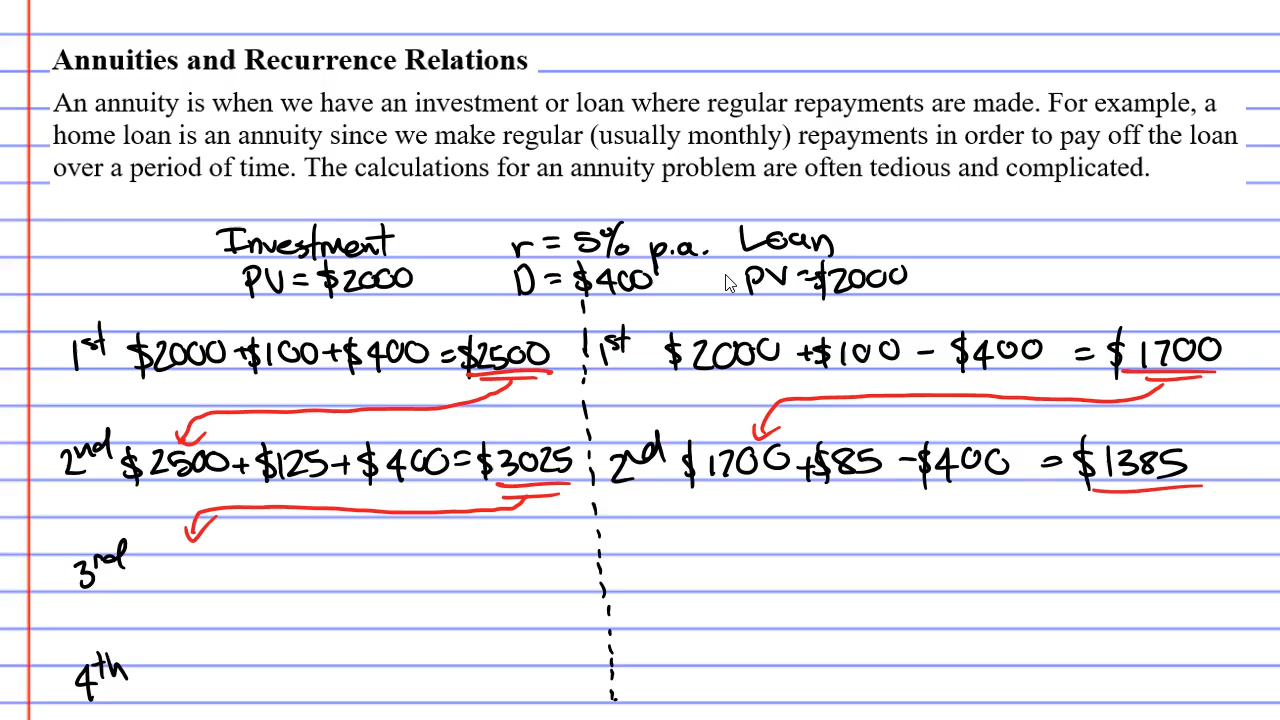 Annuities and Recurrence Relations
An annuity is when we have an investment or loan where regular repayments are made. For example, a
home loan is an annuity since we make regular (usually monthly) repayments in order to pay off the loan
over a period of time. The calculations for an annuity problem are often tedious and complicated.
Investment r = 5% p.a. Loan
PV = $2000 D = $400 PV = $2000
1st $2000 + $100 + $400 = $2500 1st $2000 + $100 - $400 = $1700
2nd $2500 + $125 + $400 = $3025 2nd $1700 + $85 - $400 = $1385
3rd
4th